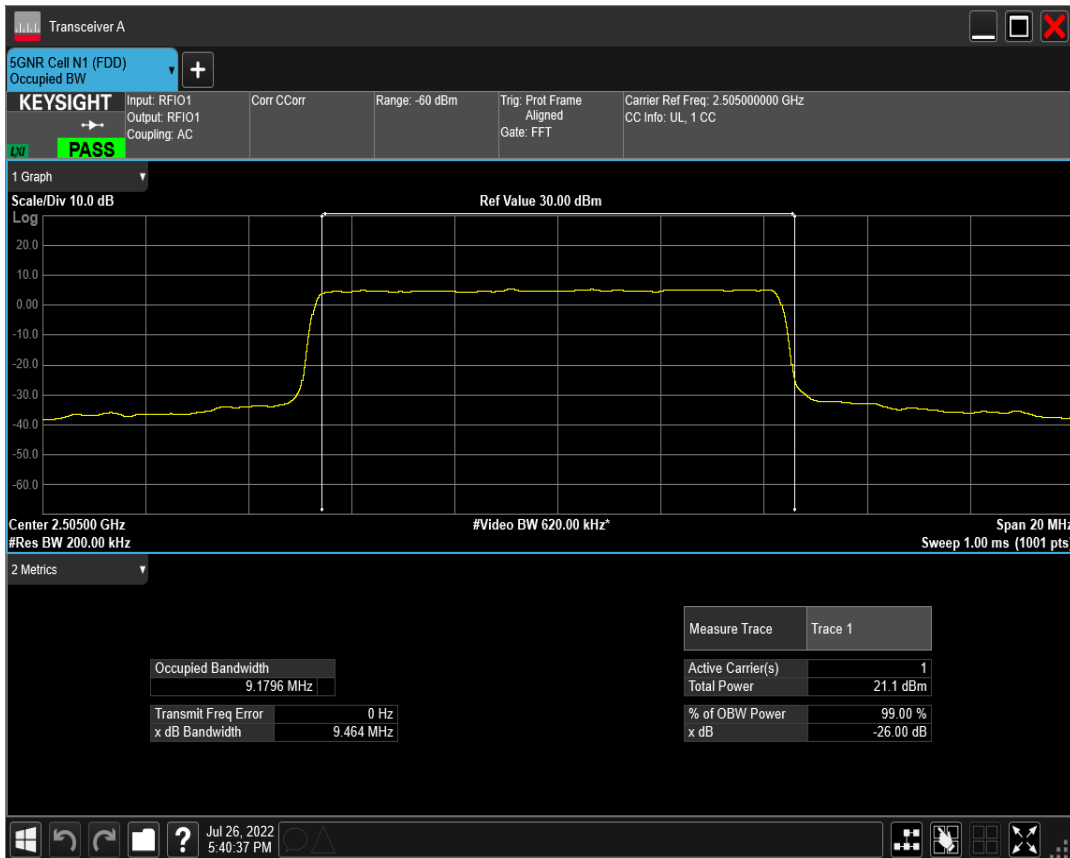 Transceiver A
5GNR Cell N1 (FDD)
Occupied BW
+
KEYSIGHT
LXI
PASS
Input: RFIO1
Output: RFIO1
Coupling: AC
Corr CCorr
Range: -60 dBm
Trig: Prot Frame
Aligned
Gate: FFT
Carrier Ref Freq: 2.505000000 GHz
CC Info: UL, 1 CC
1 Graph
Scale/Div 10.0 dB
Ref Value 30.00 dBm
Log
20.0
10.0
0.00
-10.0
-20.0
-30.0
-40.0
-50.0
-60.0
Center 2.50500 GHz
#Video BW 620.00 kHz*
Span 20 MHz
#Res BW 200.00 kHz
Sweep 1.00 ms (1001 pts)
2 Metrics
Measure Trace Trace 1
Occupied Bandwidth
9.1796 MHz
Active Carrier(s) 1
Total Power 21.1 dBm
Transmit Freq Error 0 Hz
x dB Bandwidth 9.464 MHz
% of OBW Power 99.00 %
x dB -26.00 dB
?
Jul 26, 2022
5:40:37 PM